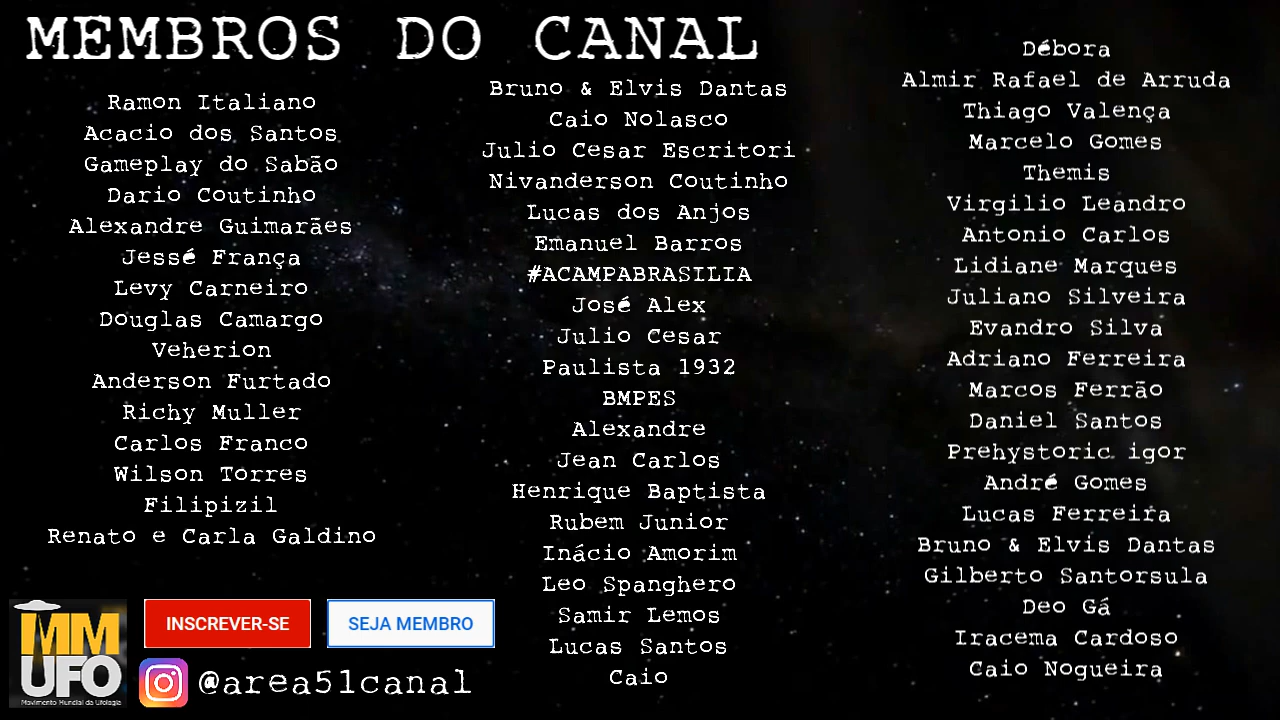 MEMBROS DO CANAL
Ramon Italiano
Acacio dos Santos
Gameplay do Sabão
Dario Coutinho
Alexandre Guimarães
Jessé França
Levy Carneiro
Douglas Camargo
Veherion
Anderson Furtado
Richy Muller
Carlos Franco
Wilson Torres
Filipizil
Renato e Carla Galdino
Bruno & Elvis Dantas
Caio Nolasco
Julio Cesar Escritori
Nivanderson Coutinho
Lucas dos Anjos
Emanuel Barros
#ACAMPABRASILIA
José Alex
Julio Cesar
Paulista 1932
BMPES
Alexandre
Jean Carlos
Henrique Baptista
Rubem Junior
Inácio Amorim
Leo Spanghero
Samir Lemos
Lucas Santos
Caio
Débora
Almir Rafael de Arruda
Thiago Valença
Marcelo Gomes
Themis
Virgilio Leandro
Antonio Carlos
Lidiane Marques
Juliano Silveira
Evandro Silva
Adriano Ferreira
Marcos Ferrão
Daniel Santos
Prehystoric igor
André Gomes
Lucas Ferreira
Bruno & Elvis Dantas
Gilberto Santorsula
Deo Gá
Iracema Cardoso
Caio Nogueira
MM
UFO
Movimento Mundial da Ufologia
INSCREVER-SE
SEJA MEMBRO
@area51canal